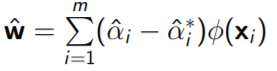 ŵ = ∑_{i=1}^{m} (α̂_i − α̂_i^*) ϕ(x_i)